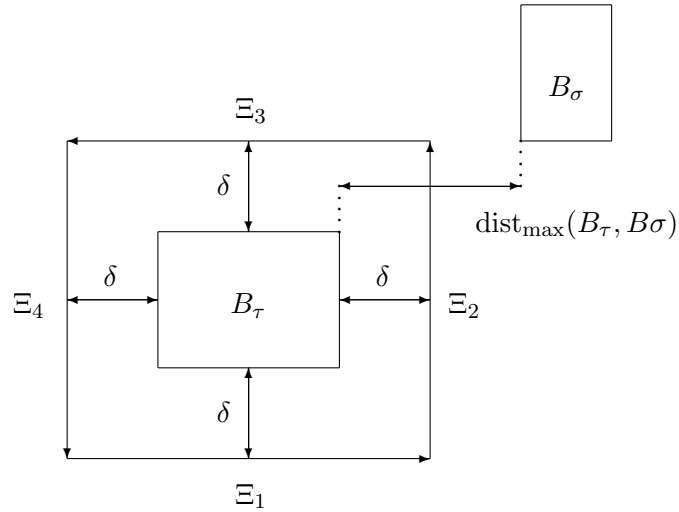 B_σ
Ξ_3
δ
dist_max(B_τ, Bσ)
δ
δ
Ξ_4
B_τ
Ξ_2
δ
Ξ_1